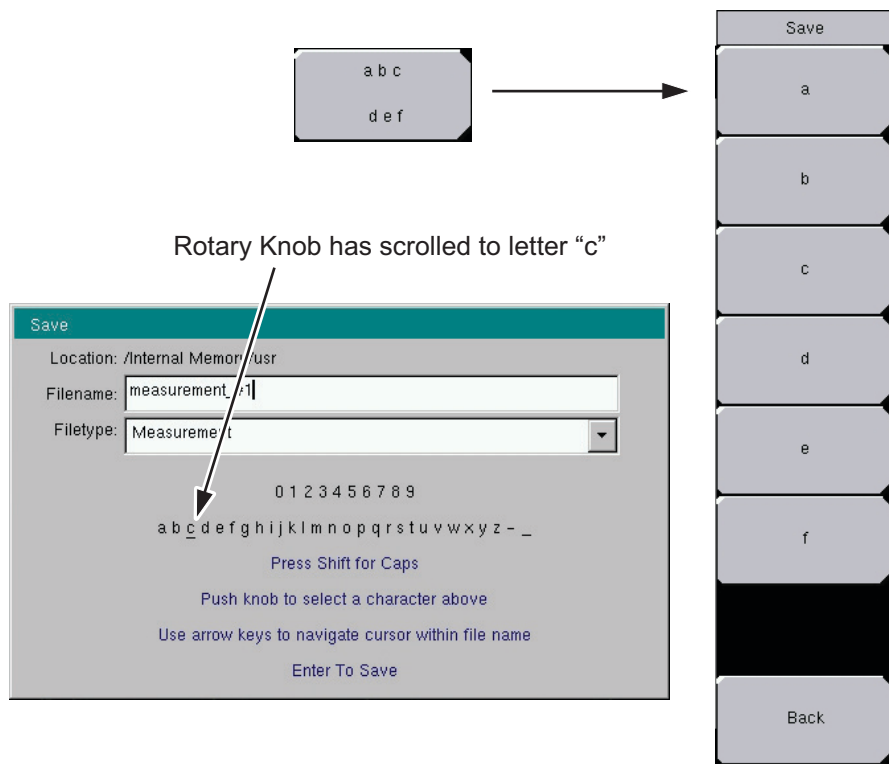 a b c
d e f
Save
a
b
c
d
e
f
Back
Rotary Knob has scrolled to letter “c”
Save
Location: /Internal Memory/usr
Filename: measurement_#1
Filetype: Measurement
0 1 2 3 4 5 6 7 8 9
a b c d e f g h i j k l m n o p q r s t u v w x y z - _
Press Shift for Caps
Push knob to select a character above
Use arrow keys to navigate cursor within file name
Enter To Save